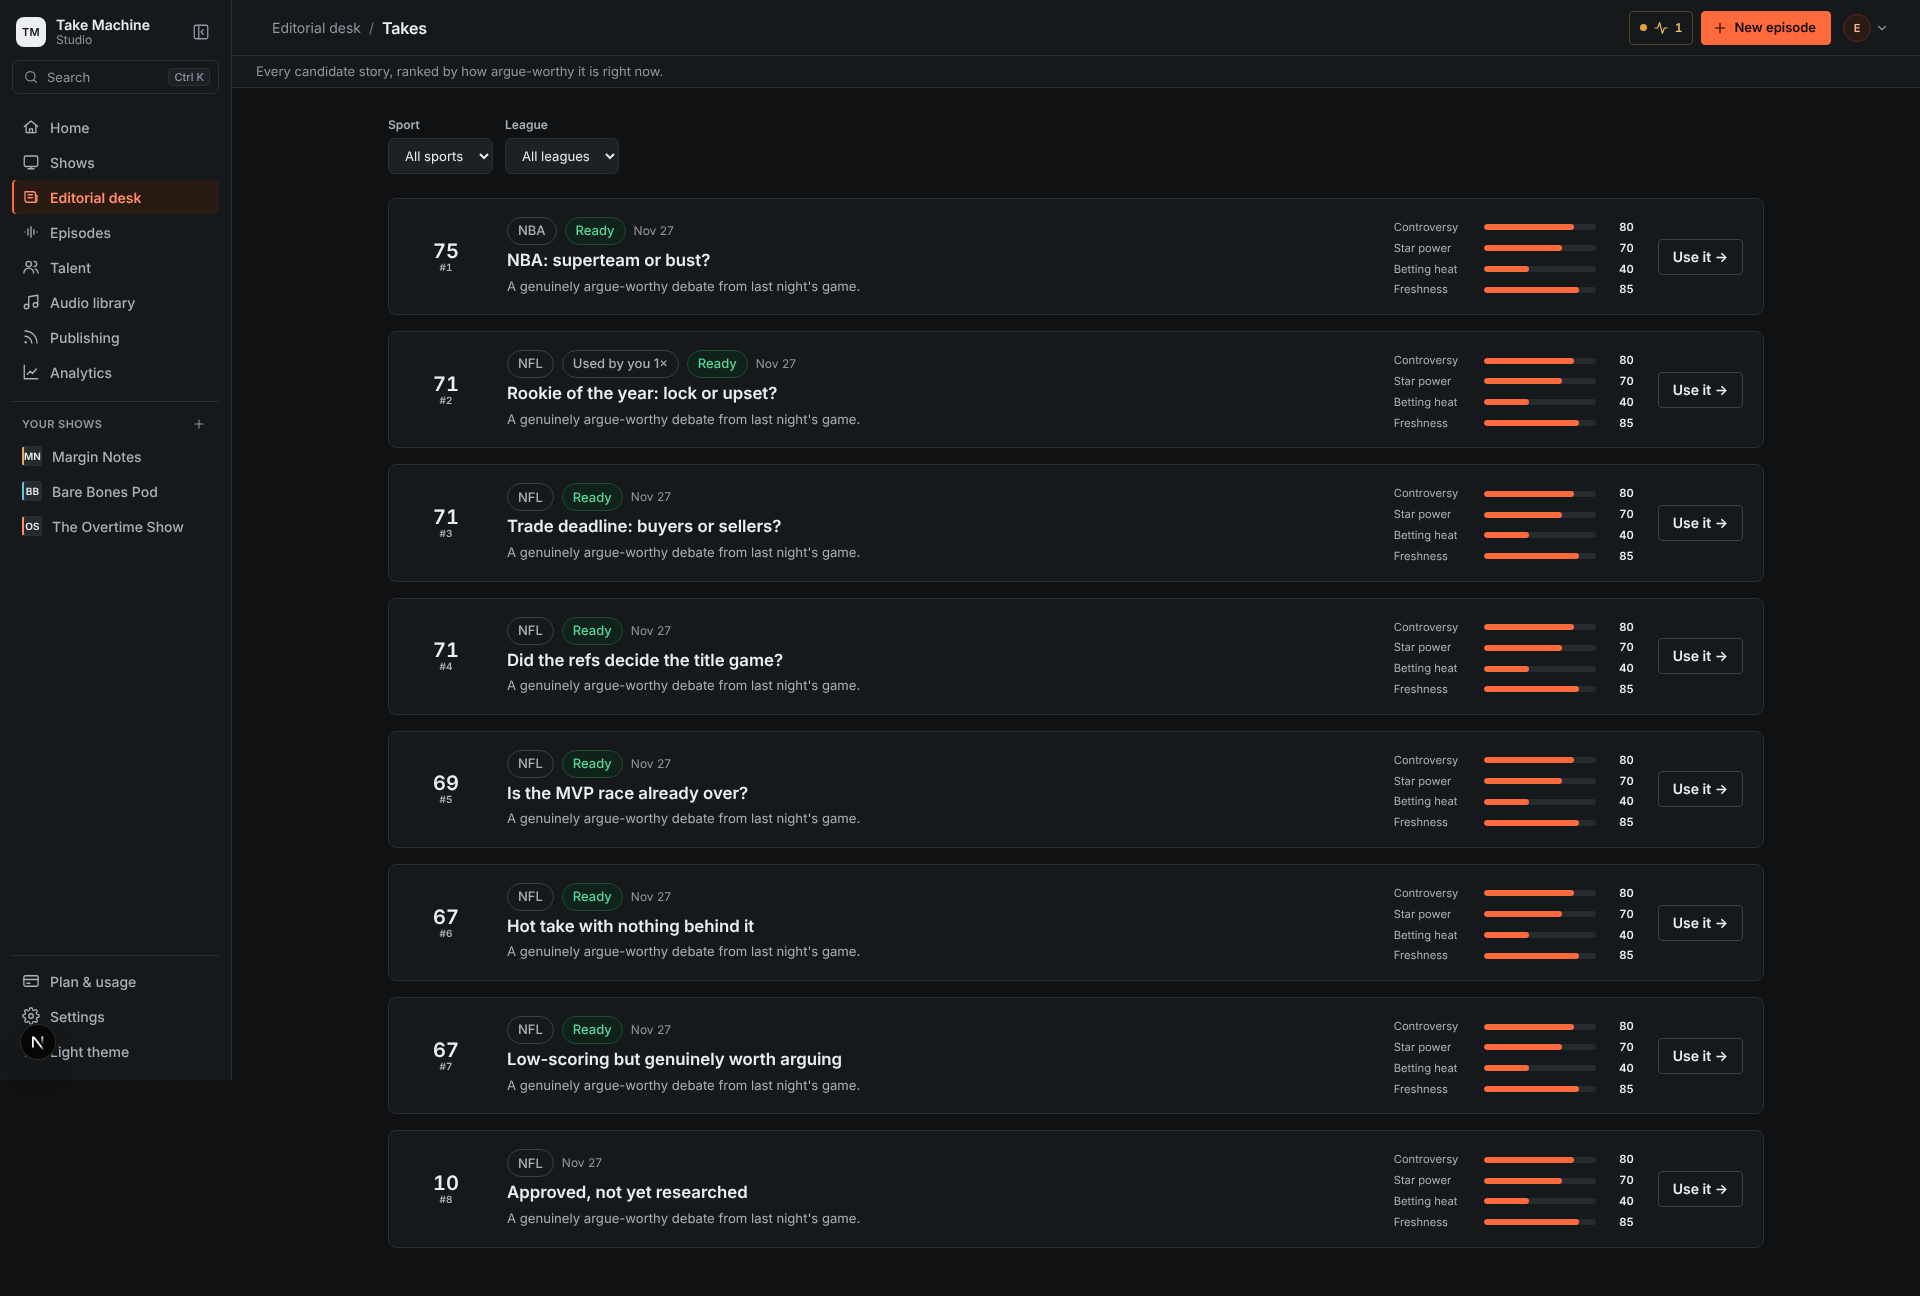 TM
Take Machine
Studio
Search
Ctrl K
Home
Shows
Editorial desk
Episodes
Talent
Audio library
Publishing
Analytics
YOUR SHOWS
MN Margin Notes
BB Bare Bones Pod
OS The Overtime Show
Plan & usage
Settings
N
Light theme
Editorial desk / Takes
1
+ New episode
E
Every candidate story, ranked by how argue-worthy it is right now.
Sport
League
All sports
All leagues
75
#1
NBA Ready Nov 27
NBA: superteam or bust?
A genuinely argue-worthy debate from last night's game.
Controversy 80
Star power 70
Betting heat 40
Freshness 85
Use it →
71
#2
NFL Used by you 1× Ready Nov 27
Rookie of the year: lock or upset?
A genuinely argue-worthy debate from last night's game.
Controversy 80
Star power 70
Betting heat 40
Freshness 85
Use it →
71
#3
NFL Ready Nov 27
Trade deadline: buyers or sellers?
A genuinely argue-worthy debate from last night's game.
Controversy 80
Star power 70
Betting heat 40
Freshness 85
Use it →
71
#4
NFL Ready Nov 27
Did the refs decide the title game?
A genuinely argue-worthy debate from last night's game.
Controversy 80
Star power 70
Betting heat 40
Freshness 85
Use it →
69
#5
NFL Ready Nov 27
Is the MVP race already over?
A genuinely argue-worthy debate from last night's game.
Controversy 80
Star power 70
Betting heat 40
Freshness 85
Use it →
67
#6
NFL Ready Nov 27
Hot take with nothing behind it
A genuinely argue-worthy debate from last night's game.
Controversy 80
Star power 70
Betting heat 40
Freshness 85
Use it →
67
#7
NFL Ready Nov 27
Low-scoring but genuinely worth arguing
A genuinely argue-worthy debate from last night's game.
Controversy 80
Star power 70
Betting heat 40
Freshness 85
Use it →
10
#8
NFL Nov 27
Approved, not yet researched
A genuinely argue-worthy debate from last night's game.
Controversy 80
Star power 70
Betting heat 40
Freshness 85
Use it →